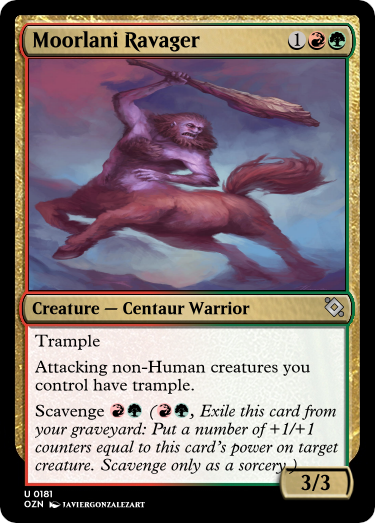 Moorlani Ravager 1
Creature — Centaur Warrior
Trample
Attacking non-Human creatures you
control have trample.
Scavenge (, Exile this card from
your graveyard: Put a number of +1/+1
counters equal to this card's power on target
creature. Scavenge only as a sorcery.)
3/3
U 0181
OZN JAVIERGONZALEZART